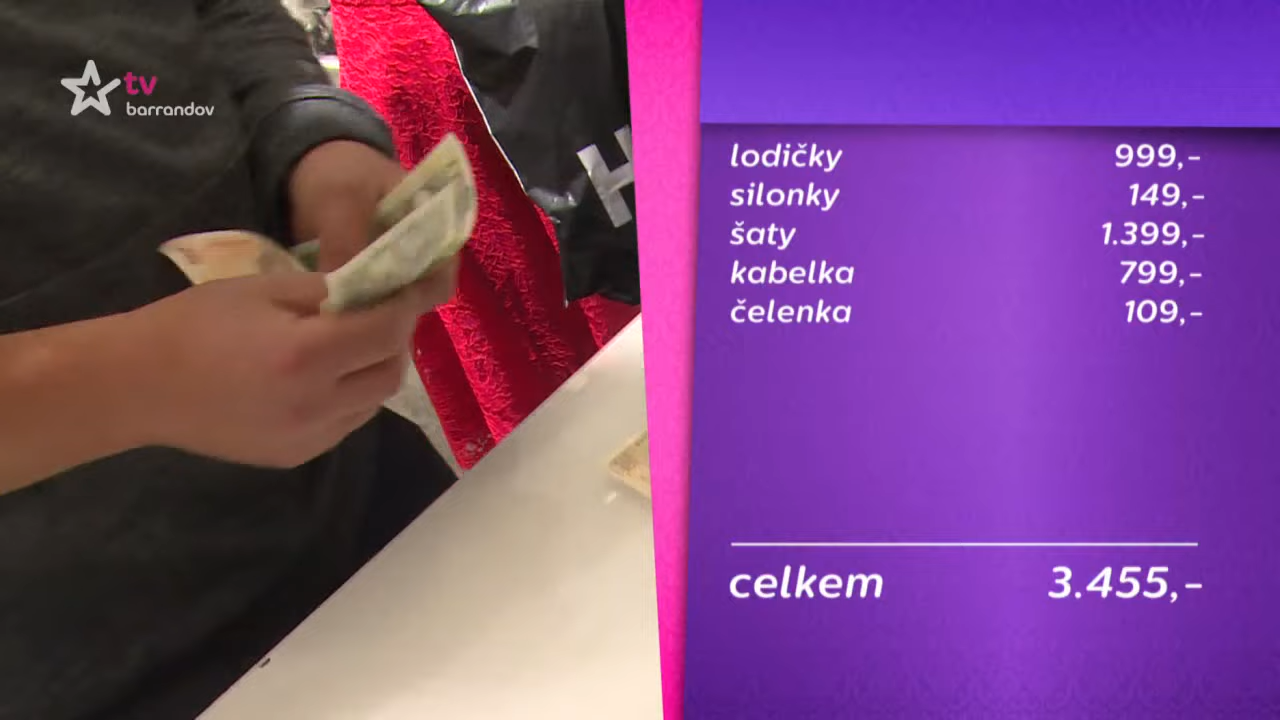 tv
barrandov
H
lodičky 999,-
silonky 149,-
šaty 1.399,-
kabelka 799,-
čelenka 109,-
celkem 3.455,-